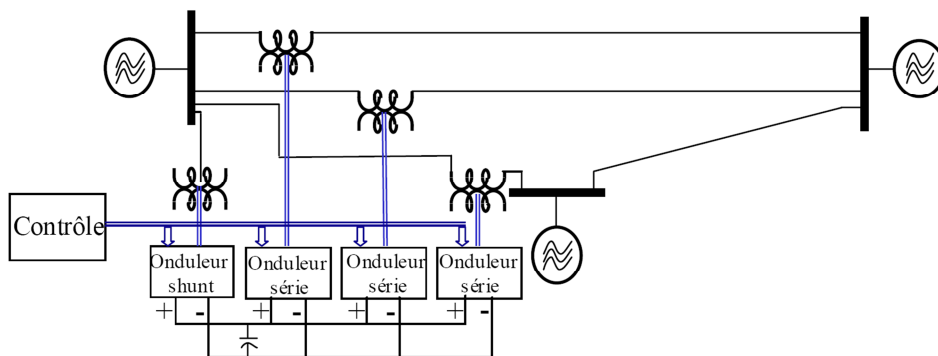 Contrôle
Onduleur
shunt
Onduleur
série
Onduleur
série
Onduleur
série
+ - + - + - + -